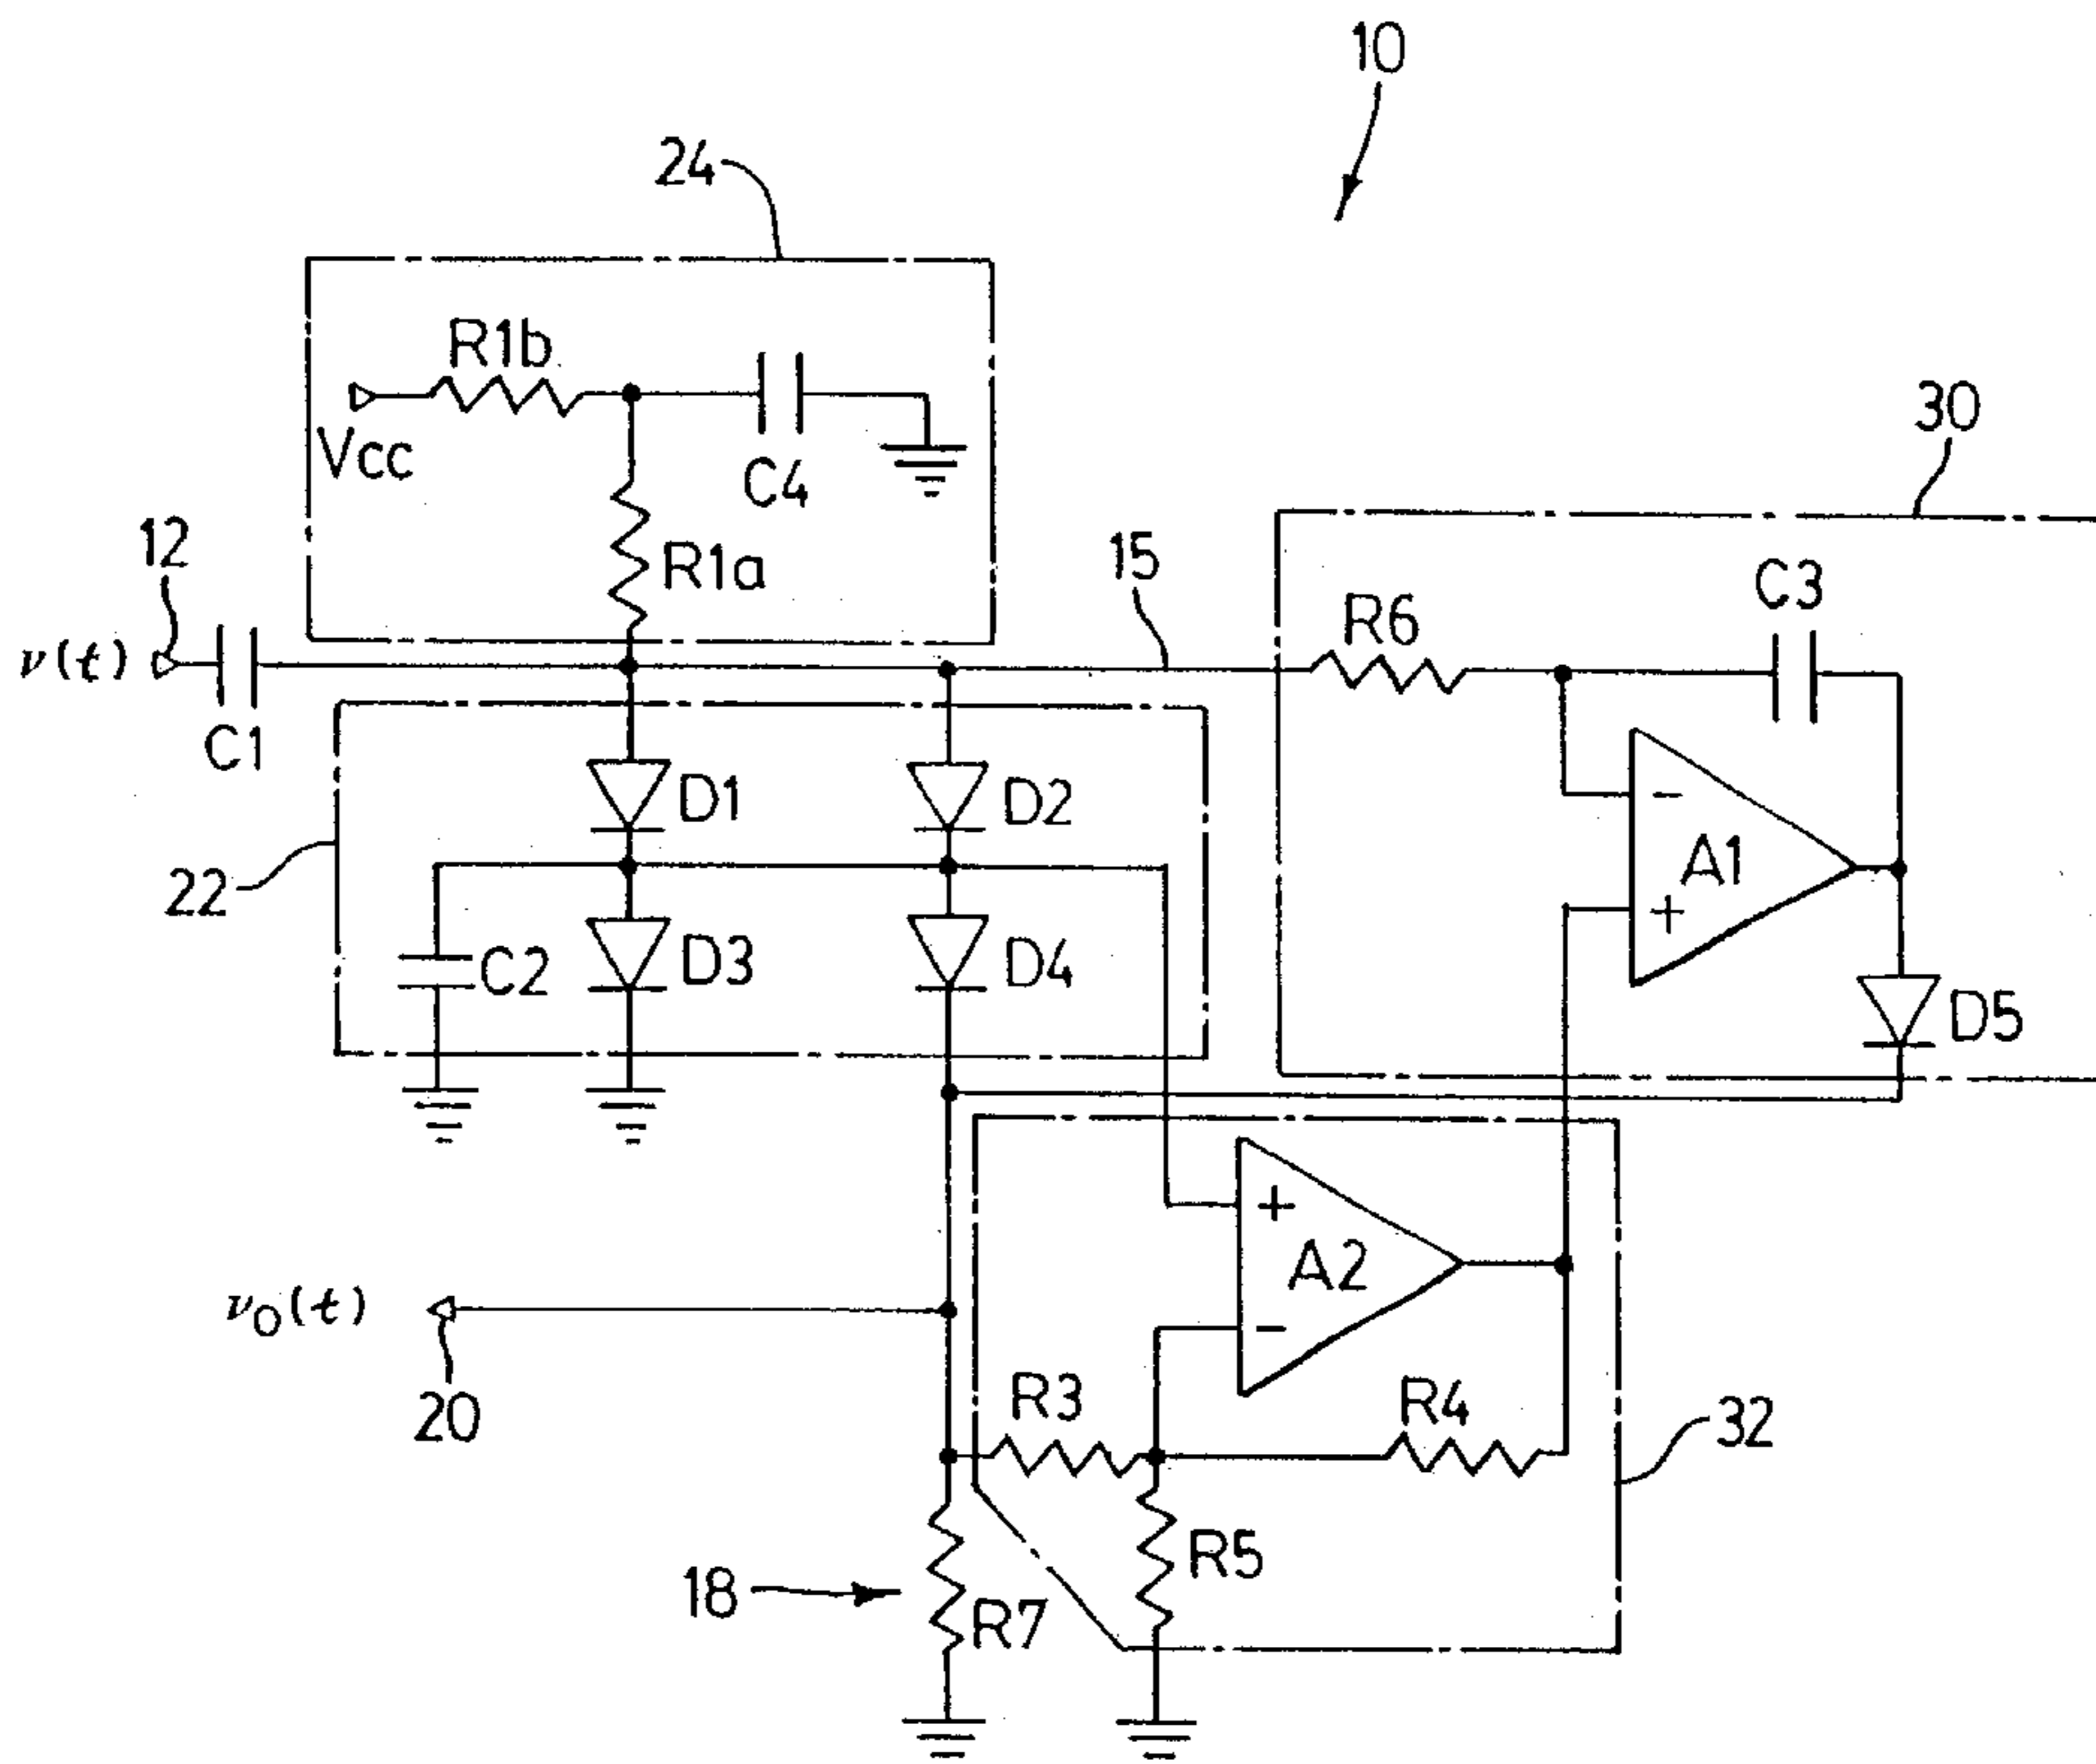 10
24
R1b
Vcc
C4
30
12
R1a
15
C3
R6
v(t)
C1
D1
D2
−
A1
+
22
C2
D3
D4
D5
+
A2
−
v0(t)
20
R3
R4
32
R5
18
R7